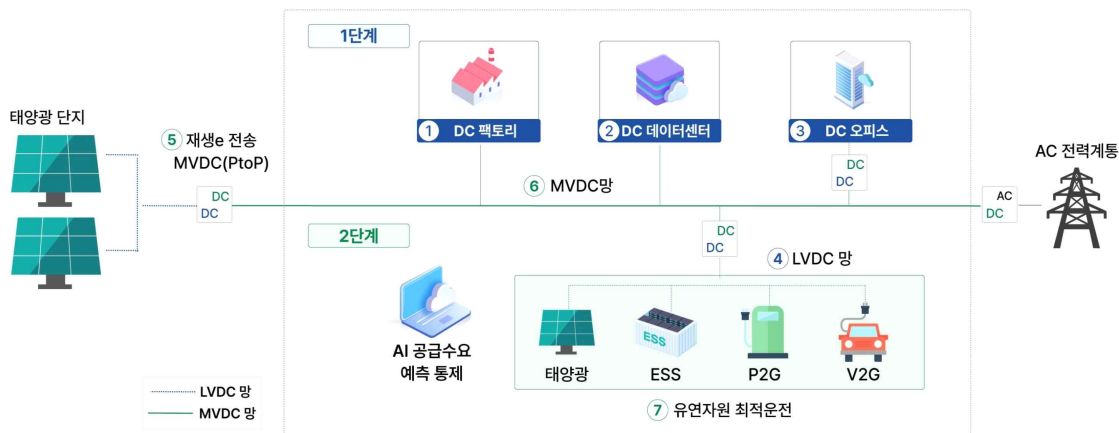 1단계
태양광 단지
⑤ 재생e 전송
MVDC(PtoP)
① DC 팩토리
② DC 데이터센터
③ DC 오피스
AC 전력계통
DC
DC
⑥ MVDC망
DC
DC
AC
DC
2단계
DC
DC
④ LVDC 망
AI 공급수요
예측 통제
ESS
태양광
ESS
P2G
V2G
⑦ 유연자원 최적운전
LVDC 망
MVDC 망